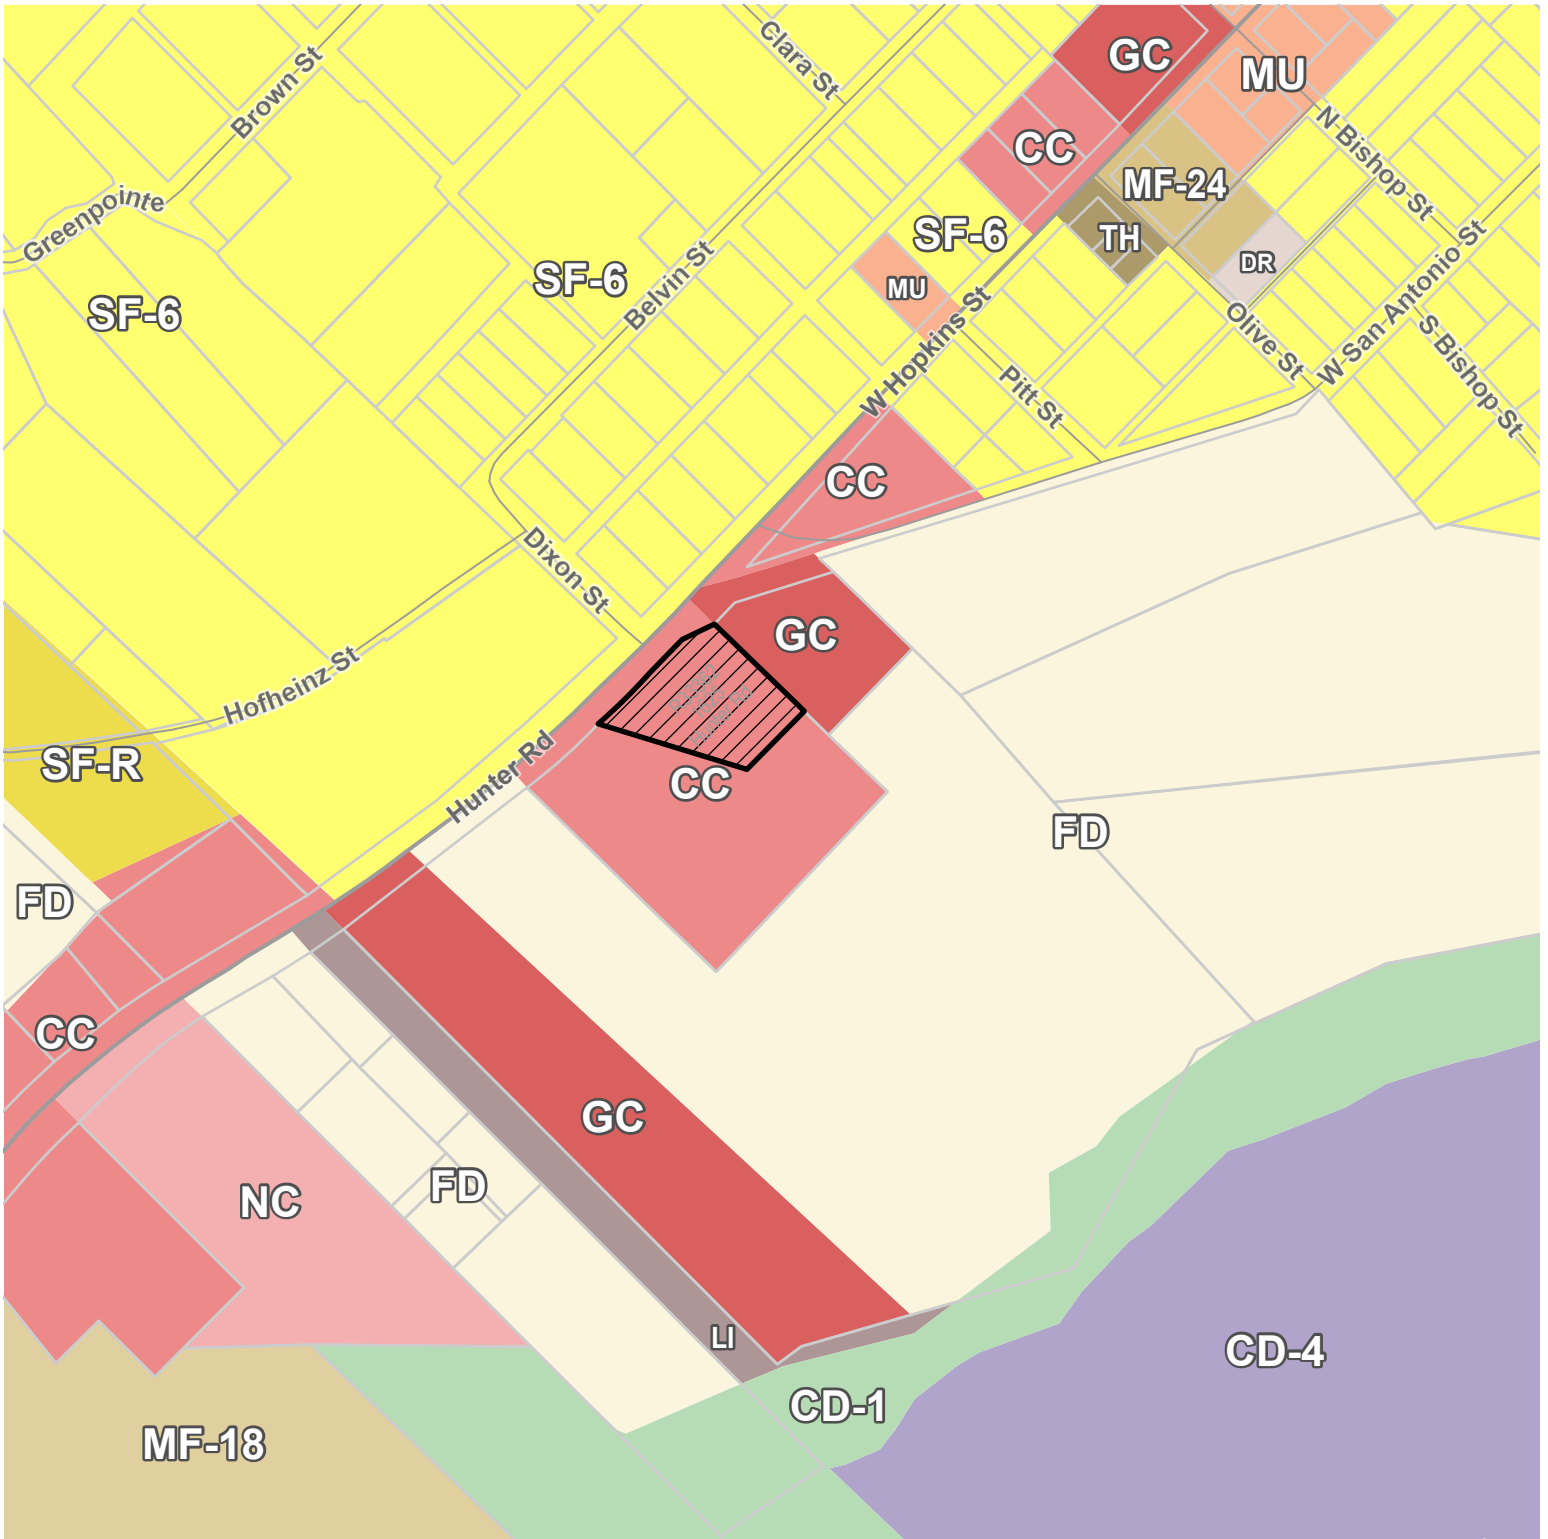 Clara St
GC
MU
Brown St
N Bishop St
CC
MF-24
Greenpointe
SF-6
TH
DR
SF-6
MU
Belvin St
W San Antonio St
SF-6
W Hopkins St
Olive St
S Bishop St
Pitt St
CC
Dixon St
GC
Hofheinz St
Hunter Rd
SF-R
Hunter Rd
CC
FD
FD
CC
GC
FD
NC
LI
CD-4
CD-1
MF-18